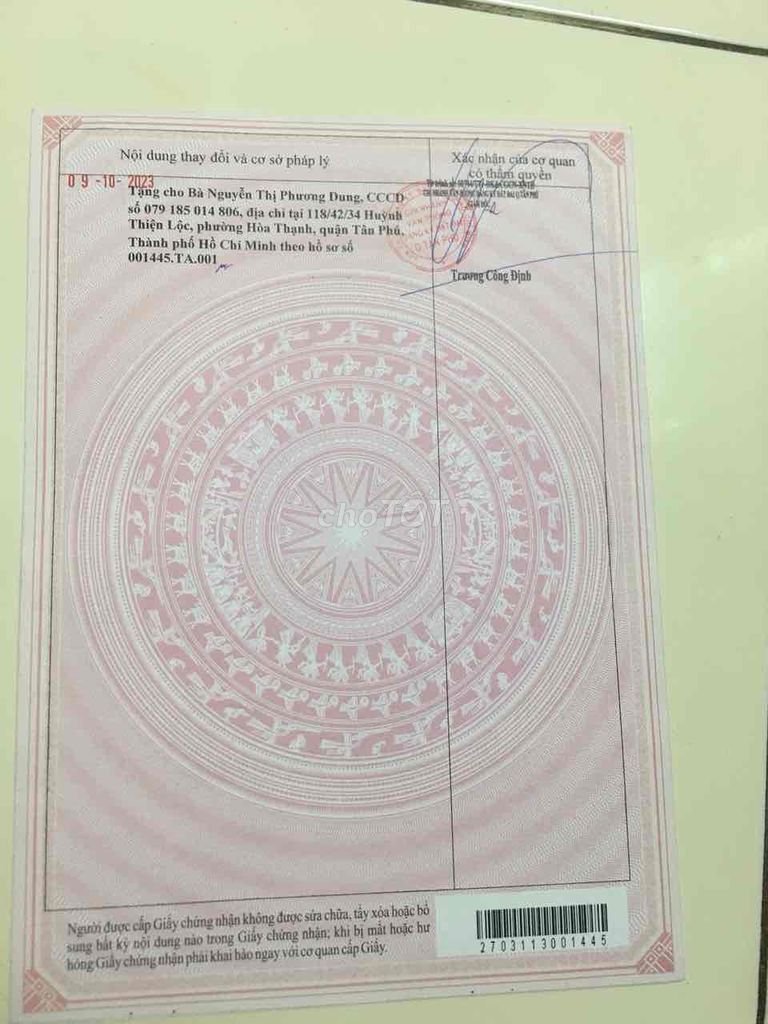 Nội dung thay đổi và cơ sở pháp lý
Xác nhận của cơ quan
có thẩm quyền
09-10-2023
Tặng cho Bà Nguyễn Thị Phương Dung, CCCD
số 079 185 014 806, địa chỉ tại 118/42/34 Huỳnh
Thiện Lộc, phường Hòa Thạnh, quận Tân Phú,
Thành phố Hồ Chí Minh theo hồ sơ số
001445.TA.001
GIÁM ĐỐC
Trương Công Định
chợTỐT
Người được cấp Giấy chứng nhận không được sửa chữa, tẩy xóa hoặc bổ
sung bất kỳ nội dung nào trong Giấy chứng nhận; khi bị mất hoặc hư
hỏng Giấy chứng nhận phải khai báo ngay với cơ quan cấp Giấy.
2703113001445